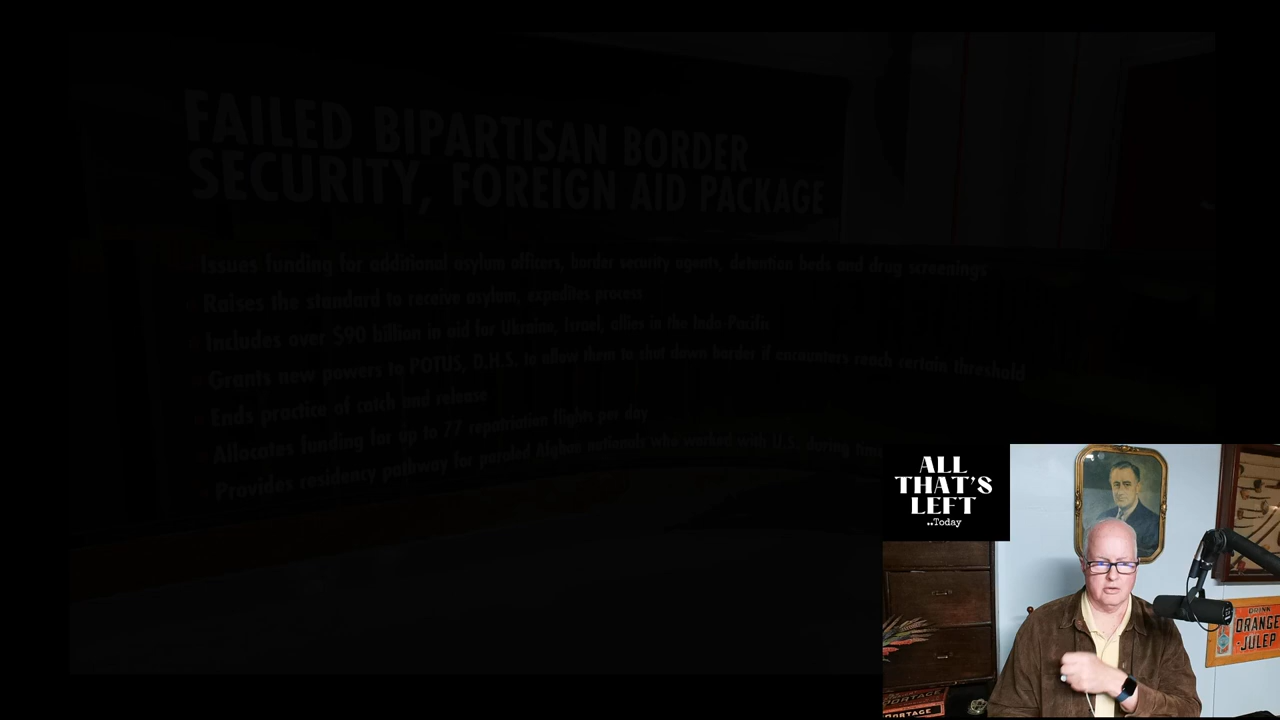 FAILED BIPARTISAN BORDER
SECURITY, FOREIGN AID PACKAGE
Issues funding for additional asylum officers, border security agents, detention beds and drug screenings
Raises the standard to receive asylum, expedites process
Includes over $90 billion in aid for Ukraine, Israel, allies in the Indo-Pacific
Grants new powers to POTUS, D.H.S. to allow them to shut down border if encounters reach certain threshold
Ends practice of catch and release
Allocates funding for up to 77 repatriation flights per day
Provides residency pathway for paroled Afghan nationals who worked with U.S. during
ALL
THAT'S
LEFT
..Today
DRINK
ORANGE
JULEP
PORTAGE
PORTAGE